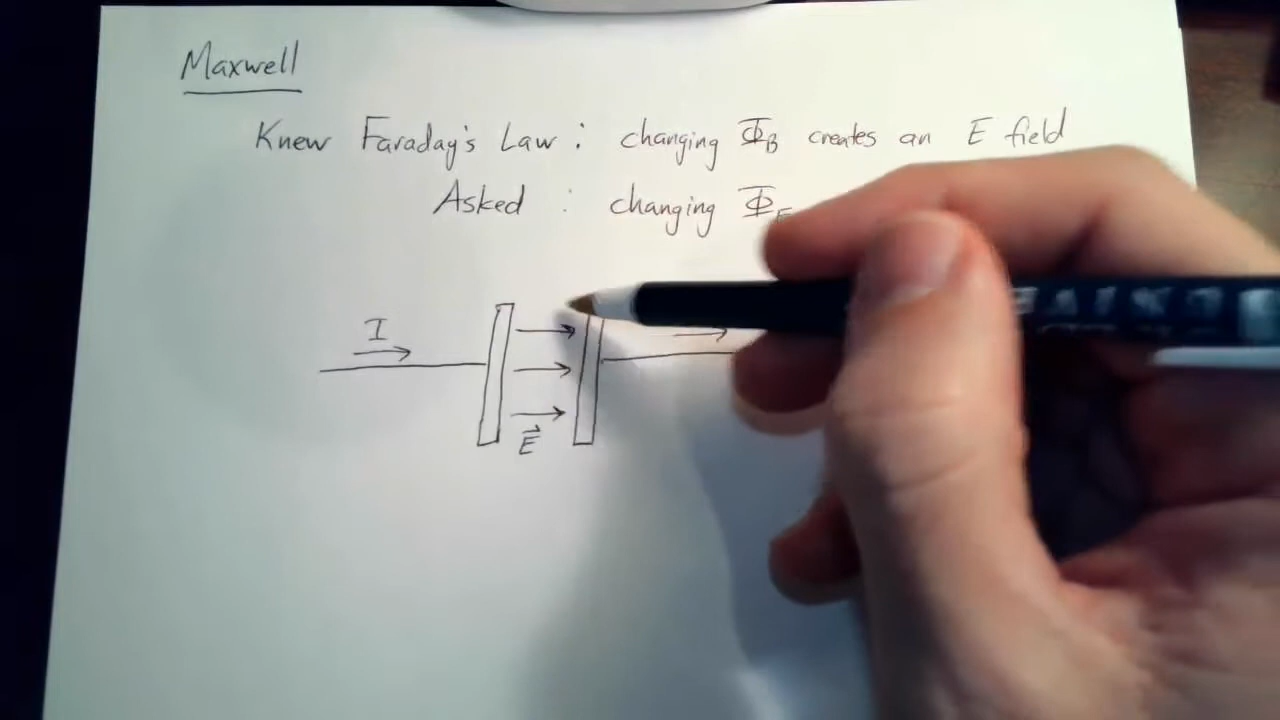 Maxwell
Knew Faraday's Law : changing Φ_B creates an E field
Asked : changing Φ_E
I
E⃗